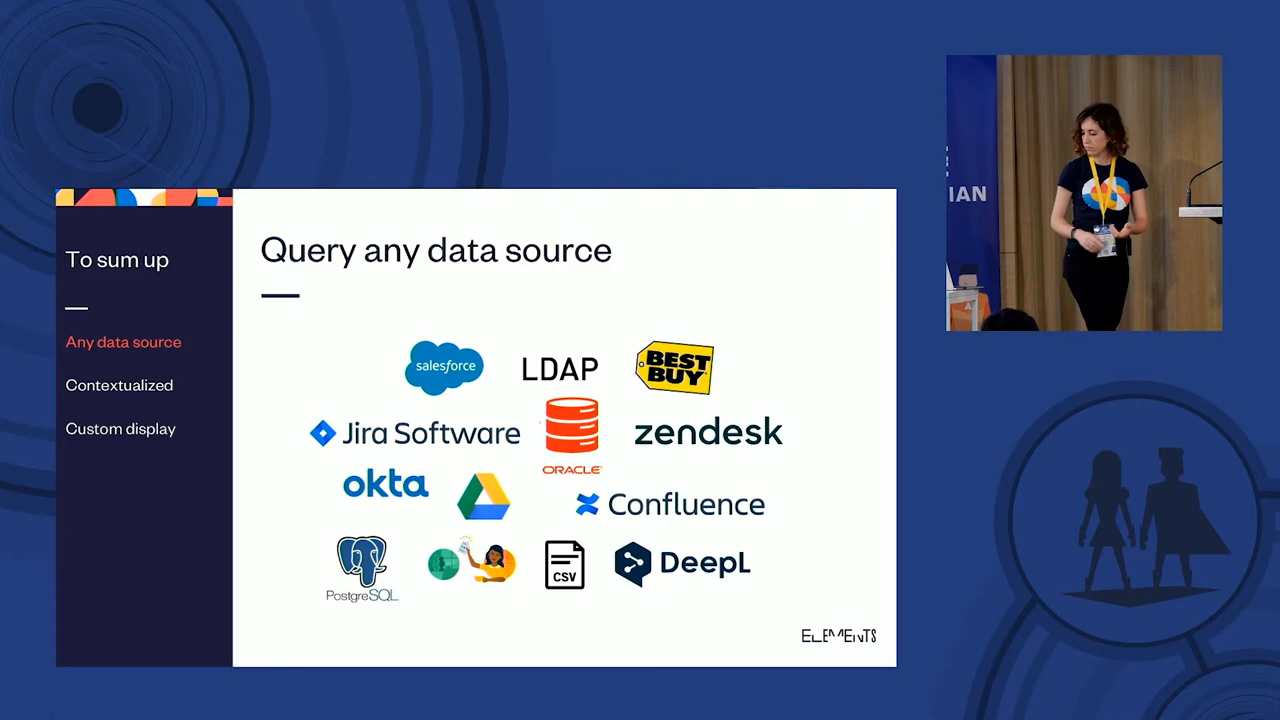 To sum up
Any data source
Contextualized
Custom display
Query any data source
salesforce
LDAP
BEST
BUY
Jira Software
ORACLE
zendesk
okta
Confluence
PostgreSQL
CSV
DeepL
ELEMENTS
IAN